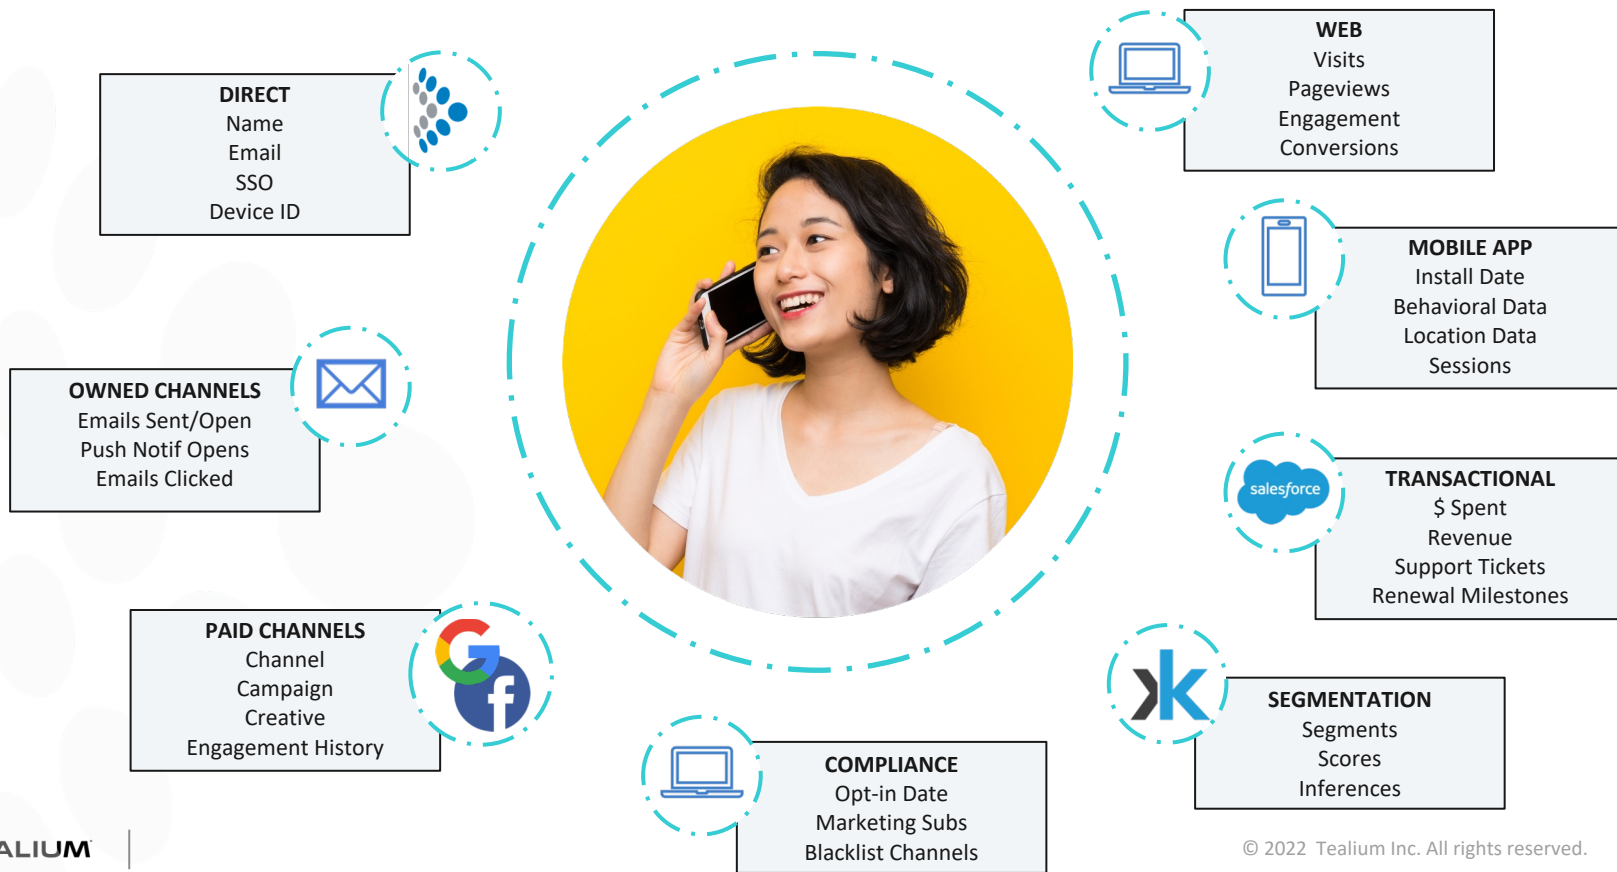 DIRECT
Name
Email
SSO
Device ID
OWNED CHANNELS
Emails Sent/Open
Push Notif Opens
Emails Clicked
PAID CHANNELS
Channel
Campaign
Creative
Engagement History
COMPLIANCE
Opt-in Date
Marketing Subs
Blacklist Channels
WEB
Visits
Pageviews
Engagement
Conversions
MOBILE APP
Install Date
Behavioral Data
Location Data
Sessions
salesforce
TRANSACTIONAL
$ Spent
Revenue
Support Tickets
Renewal Milestones
SEGMENTATION
Segments
Scores
Inferences
ALIUM
© 2022 Tealium Inc. All rights reserved.